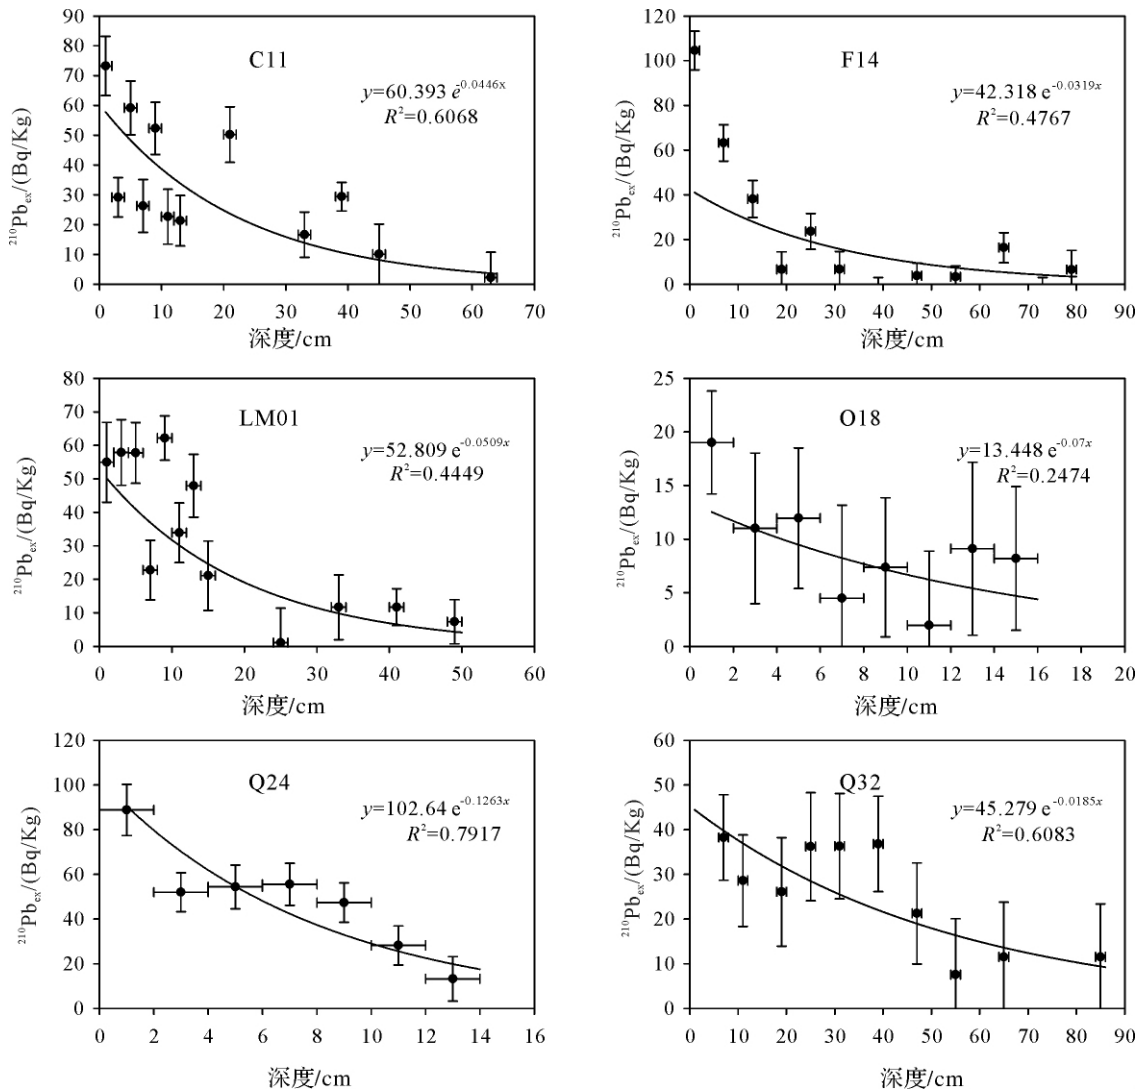 C11
y=60.393 e^-0.0446x
R²=0.6068
²¹⁰Pbₑₓ/(Bq/Kg)
90
80
70
60
50
40
30
20
10
0
0 10 20 30 40 50 60 70
深度/cm
F14
y=42.318 e^-0.0319x
R²=0.4767
²¹⁰Pbₑₓ/(Bq/Kg)
120
100
80
60
40
20
0
0 10 20 30 40 50 60 70 80 90
深度/cm
LM01
y=52.809 e^-0.0509x
R²=0.4449
²¹⁰Pbₑₓ/(Bq/Kg)
80
70
60
50
40
30
20
10
0
0 10 20 30 40 50 60
深度/cm
O18
y=13.448 e^-0.07x
R²=0.2474
²¹⁰Pbₑₓ/(Bq/Kg)
25
20
15
10
5
0
0 2 4 6 8 10 12 14 16 18 20
深度/cm
Q24
y=102.64 e^-0.1263x
R²=0.7917
²¹⁰Pbₑₓ/(Bq/Kg)
120
100
80
60
40
20
0
0 2 4 6 8 10 12 14 16
深度/cm
Q32
y=45.279 e^-0.0185x
R²=0.6083
²¹⁰Pbₑₓ/(Bq/Kg)
60
50
40
30
20
10
0
0 10 20 30 40 50 60 70 80 90
深度/cm